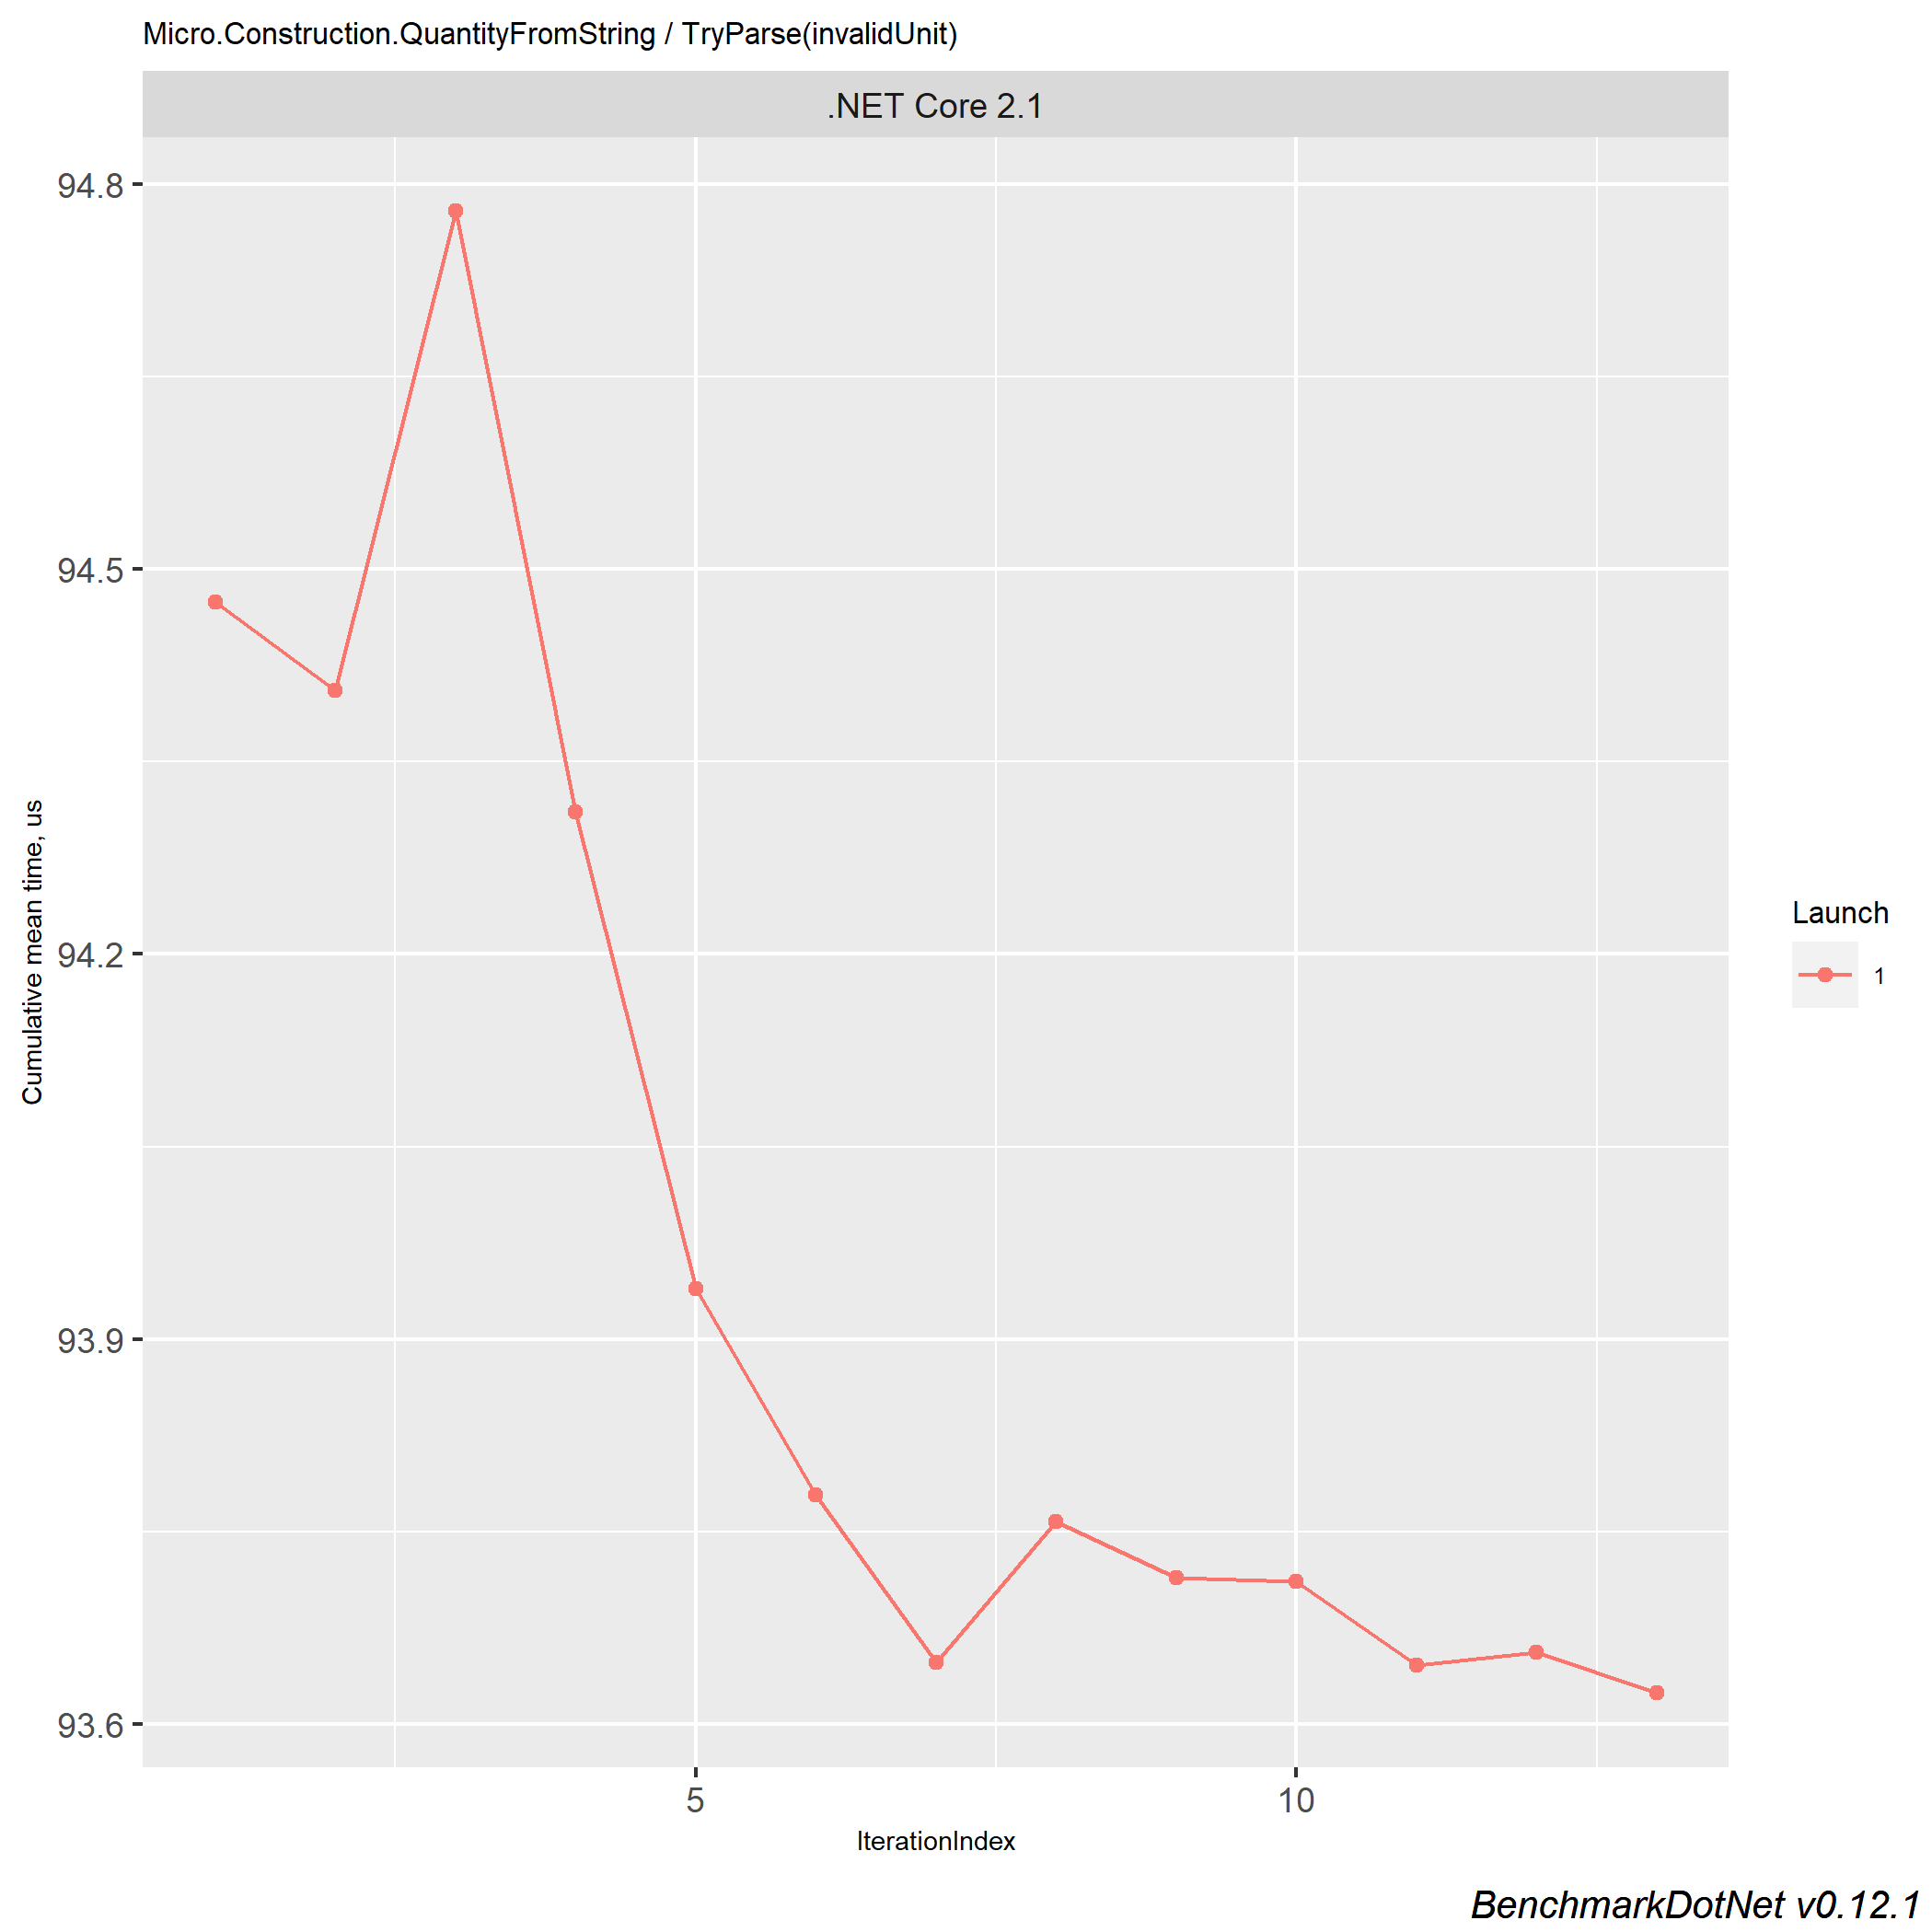 Micro.Construction.QuantityFromString / TryParse(invalidUnit)
.NET Core 2.1
94.8
94.5
94.2
93.9
93.6
Cumulative mean time, us
5
10
IterationIndex
Launch
1
BenchmarkDotNet v0.12.1